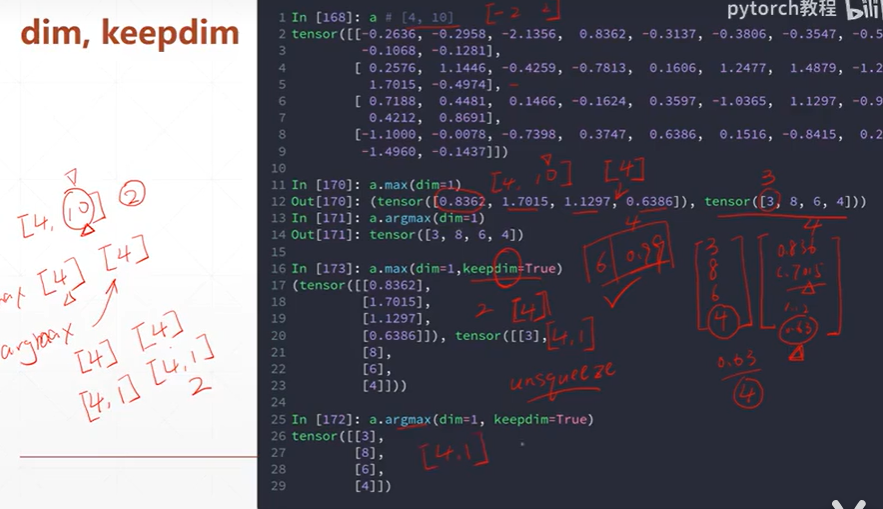 dim, keepdim
pytorch教程 bili
1 In [168]: a # [4, 10] [-2 2]
2 tensor([[-0.2636, -0.2958, -2.1356, 0.8362, -0.3137, -0.3806, -0.3547, -0.5
3 -0.1068, -0.1281],
4 [ 0.2576, 1.1446, -0.4259, -0.7813, 0.1606, 1.2477, 1.4879, -1.2
5 1.7015, -0.4974],
6 [ 0.7188, 0.4481, 0.1466, -0.1624, 0.3597, -1.0365, 1.1297, -0.9
7 0.4212, 0.8691],
8 [-1.1000, -0.0078, -0.7398, 0.3747, 0.6386, 0.1516, -0.8415, 0.2
9 -1.4960, -0.1437]])
10
11 In [170]: a.max(dim=1) [4, 10] [4] 3
12 Out[170]: (tensor([0.8362, 1.7015, 1.1297, 0.6386]), tensor([3, 8, 6, 4]))
13 In [171]: a.argmax(dim=1) 4 4
14 Out[171]: tensor([3, 8, 6, 4])
15
16 In [173]: a.max(dim=1,keepdim=True)
17 (tensor([[0.8362],
18 [1.7015],
19 [1.1297],
20 [0.6386]]), tensor([[3],
21 [8],
22 [6],
23 [4]]))
24
25 In [172]: a.argmax(dim=1, keepdim=True)
26 tensor([[3],
27 [8],
28 [6],
29 [4]])
[4, 10] 2
[4] [4]
argmax
[4] [4]
[4,1] [4,1]
2
6 0.99
3 0.836
8 1.7015
6
4 0.63
2 [4]
[4,1]
unsqueeze
0.63
4
[4,1]